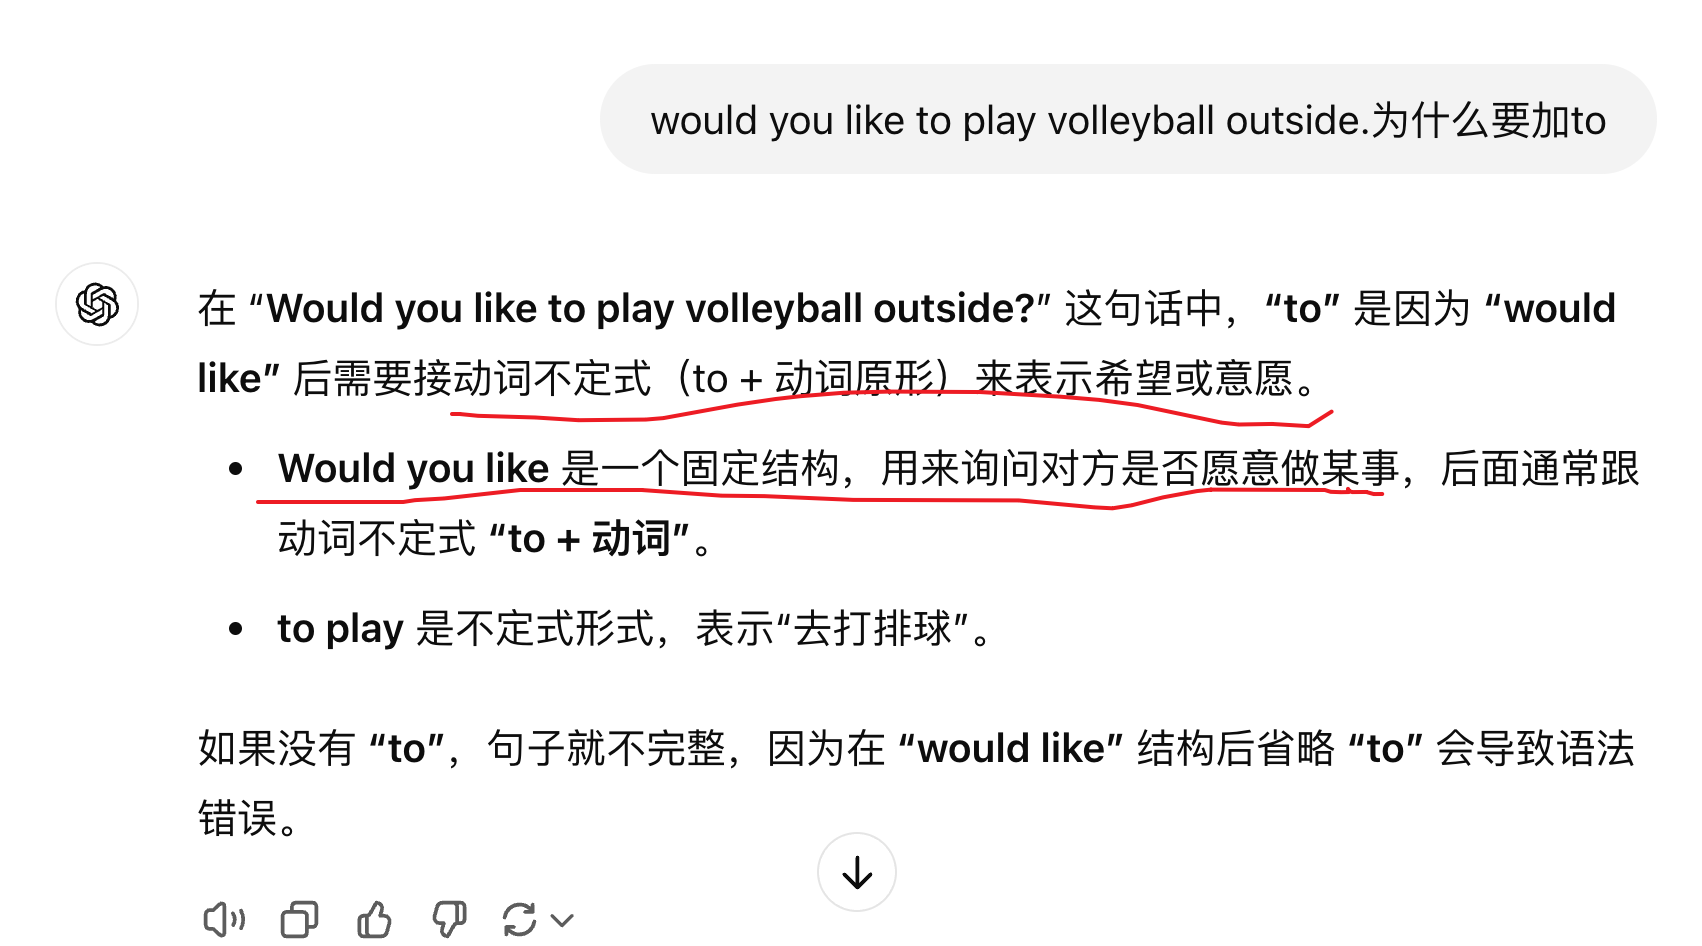 would you like to play volleyball outside.为什么要加to
在 “Would you like to play volleyball outside?” 这句话中，“to” 是因为 “would
like” 后需要接动词不定式（to + 动词原形）来表示希望或意愿。
• Would you like 是一个固定结构，用来询问对方是否愿意做某事，后面通常跟
动词不定式 “to + 动词”。
• to play 是不定式形式，表示“去打排球”。
如果没有 “to”，句子就不完整，因为在 “would like” 结构后省略 “to” 会导致语法
错误。